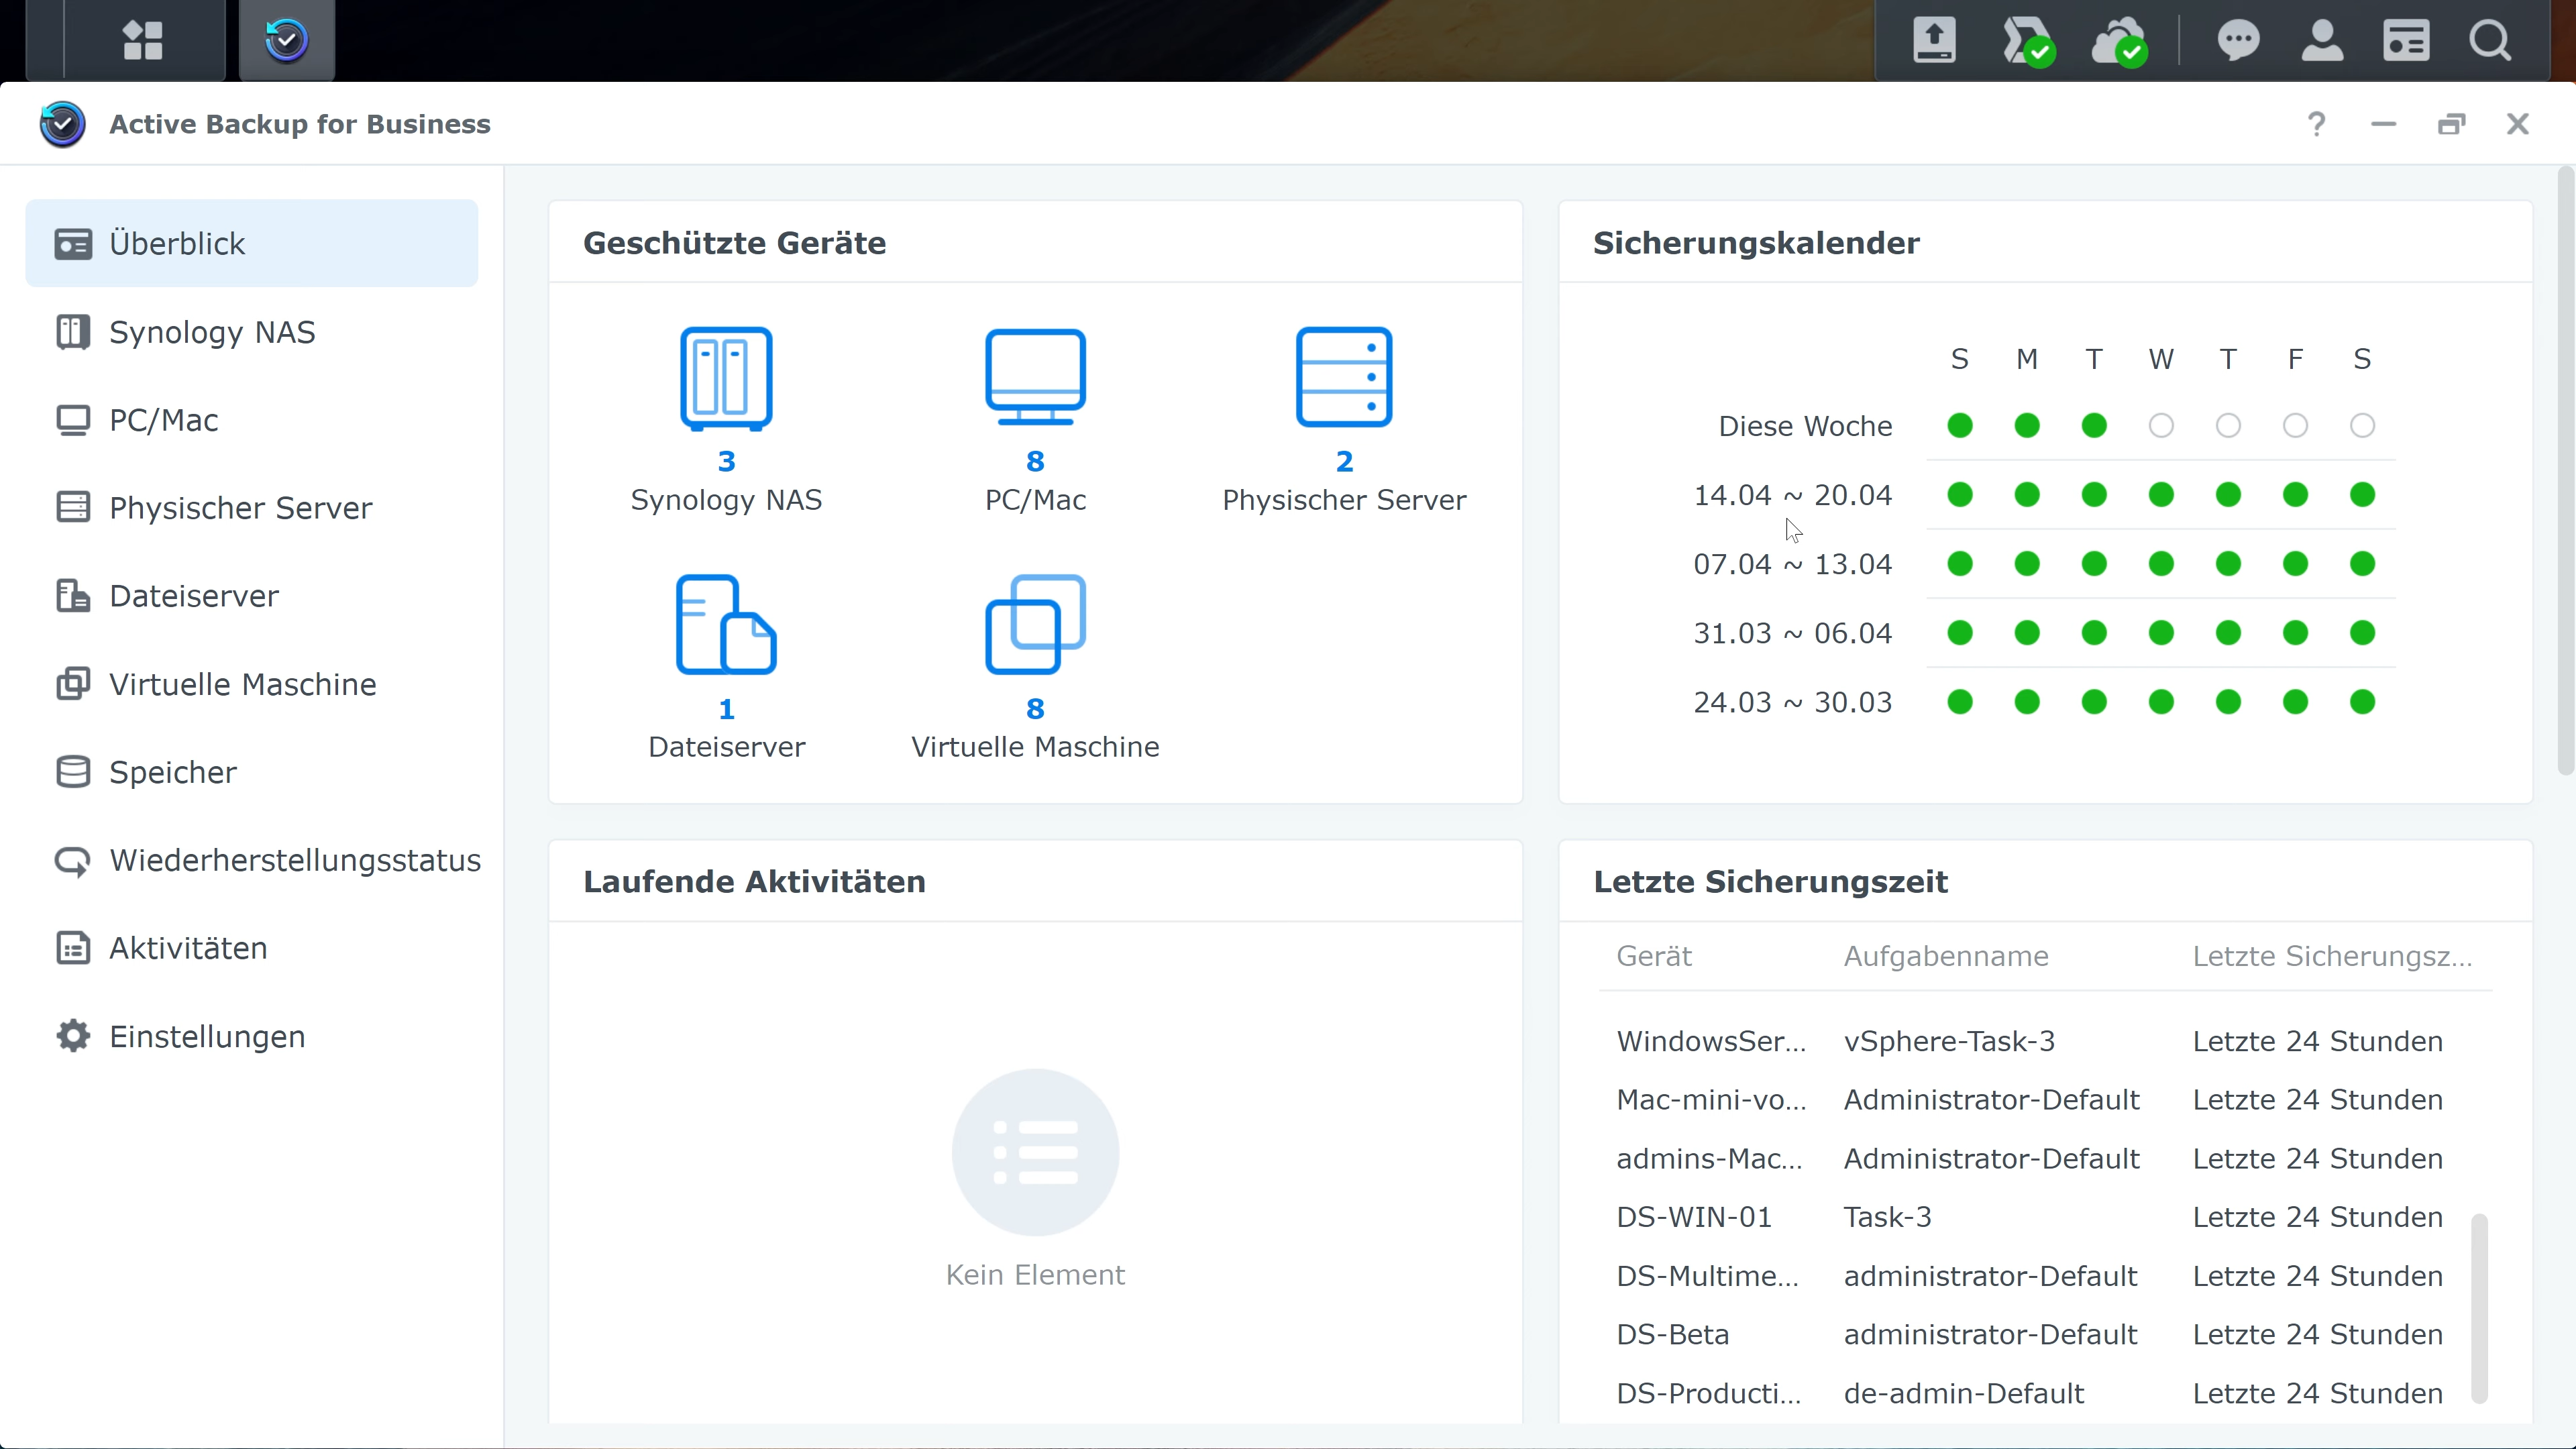 Active Backup for Business
?
Überblick
Synology NAS
PC/Mac
Physischer Server
Dateiserver
Virtuelle Maschine
Speicher
Wiederherstellungsstatus
Aktivitäten
Einstellungen
Geschützte Geräte
3
Synology NAS
8
PC/Mac
2
Physischer Server
1
Dateiserver
8
Virtuelle Maschine
Sicherungskalender
S M T W T F S
Diese Woche
14.04 ~ 20.04
07.04 ~ 13.04
31.03 ~ 06.04
24.03 ~ 30.03
Laufende Aktivitäten
Kein Element
Letzte Sicherungszeit
Gerät Aufgabenname Letzte Sicherungsz...
WindowsSer... vSphere-Task-3 Letzte 24 Stunden
Mac-mini-vo... Administrator-Default Letzte 24 Stunden
admins-Mac... Administrator-Default Letzte 24 Stunden
DS-WIN-01 Task-3 Letzte 24 Stunden
DS-Multime... administrator-Default Letzte 24 Stunden
DS-Beta administrator-Default Letzte 24 Stunden
DS-Producti... de-admin-Default Letzte 24 Stunden